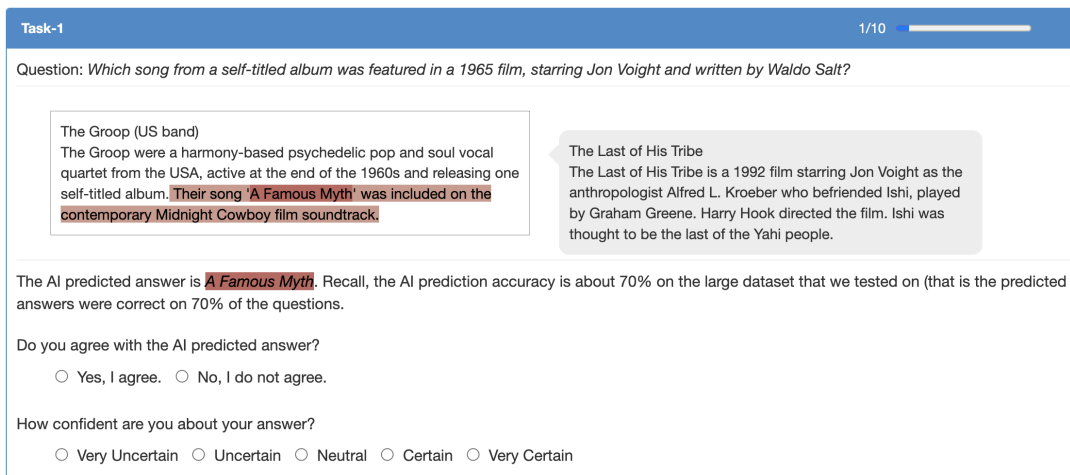 Task-1
1/10
Question: Which song from a self-titled album was featured in a 1965 film, starring Jon Voight and written by Waldo Salt?
The Groop (US band)
The Groop were a harmony-based psychedelic pop and soul vocal
quartet from the USA, active at the end of the 1960s and releasing one
self-titled album. Their song 'A Famous Myth' was included on the
contemporary Midnight Cowboy film soundtrack.
The Last of His Tribe
The Last of His Tribe is a 1992 film starring Jon Voight as the
anthropologist Alfred L. Kroeber who befriended Ishi, played
by Graham Greene. Harry Hook directed the film. Ishi was
thought to be the last of the Yahi people.
The AI predicted answer is A Famous Myth. Recall, the AI prediction accuracy is about 70% on the large dataset that we tested on (that is the predicted
answers were correct on 70% of the questions.
Do you agree with the AI predicted answer?
Yes, I agree. No, I do not agree.
How confident are you about your answer?
Very Uncertain Uncertain Neutral Certain Very Certain